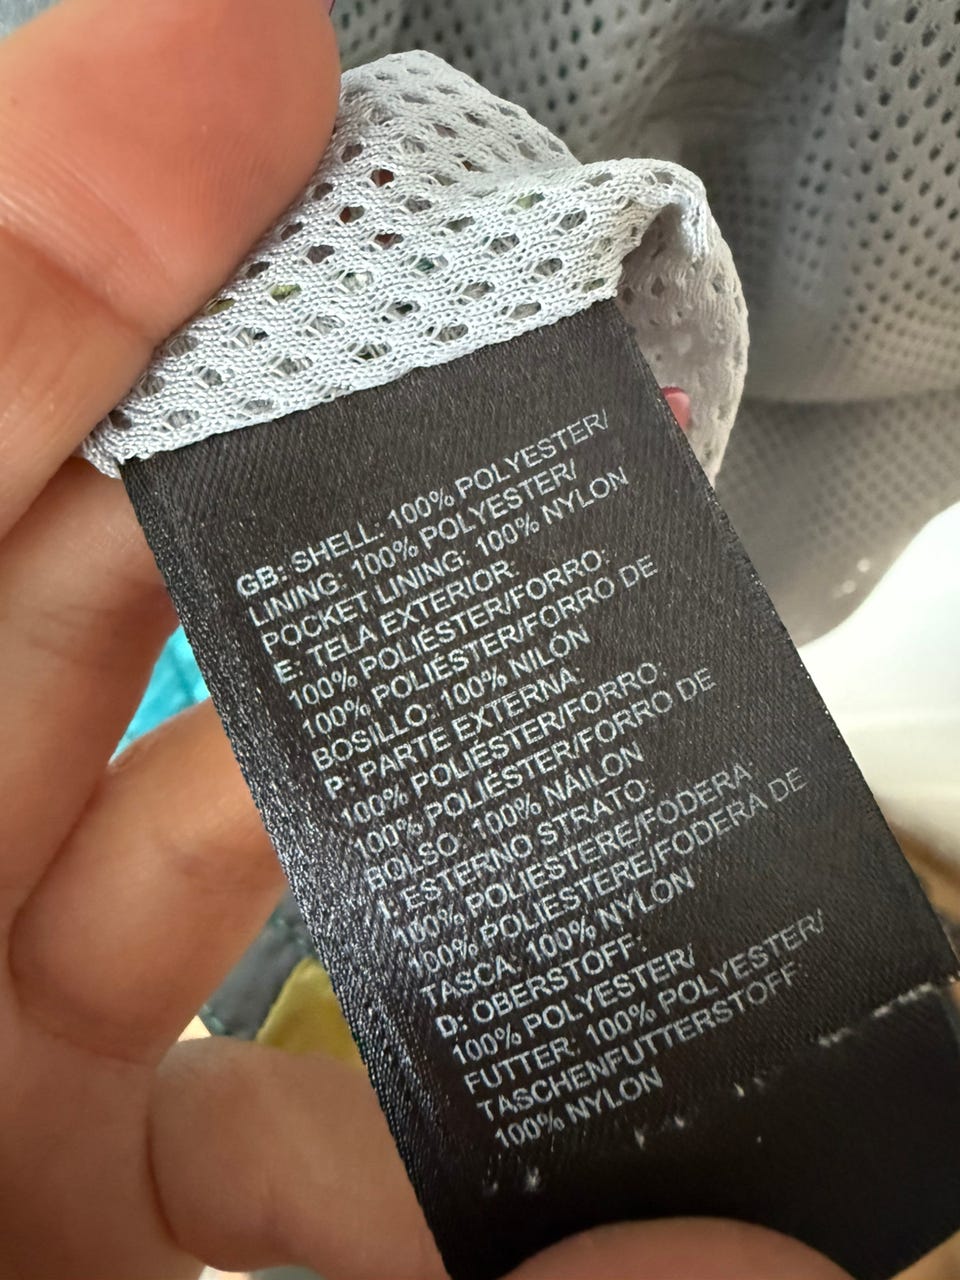 GB: SHELL: 100% POLYESTER/
LINING: 100% POLYESTER/
POCKET LINING: 100% NYLON
E: TELA EXTERIOR:
100% POLIÉSTER/FORRO:
100% POLIÉSTER/FORRO DE
BOSILLO: 100% NILÓN
P: PARTE EXTERNA:
100% POLIÉSTER/FORRO:
100% POLIÉSTER/FORRO DE
BOLSO: 100% NÁILON
I: ESTERNO STRATO:
100% POLIESTERE/FODERA:
100% POLIESTERE/FODERA DE
TASCA: 100% NYLON
D: OBERSTOFF:
100% POLYESTER/
FUTTER: 100% POLYESTER/
TASCHENFUTTERSTOFF:
100% NYLON